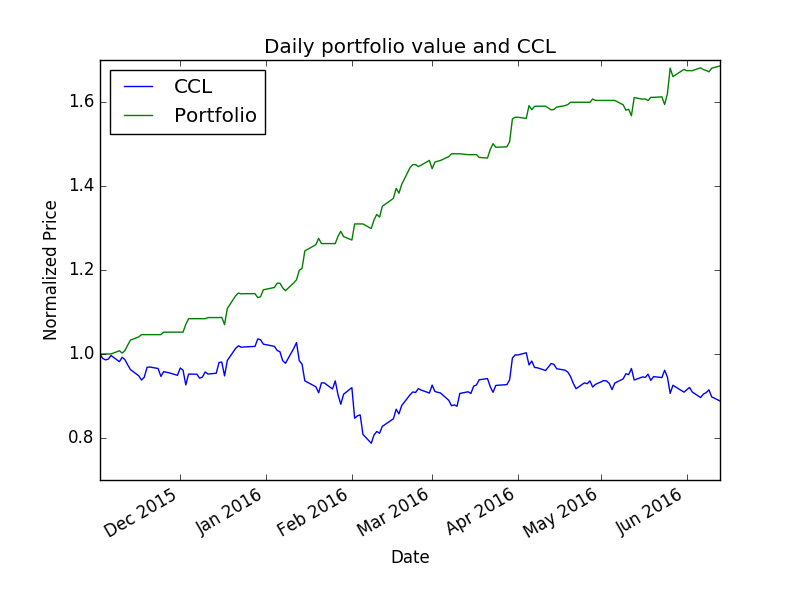 Daily portfolio value and CCL
CCL
Portfolio
1.6
1.4
1.2
1.0
0.8
Normalized Price
Dec 2015
Jan 2016
Feb 2016
Mar 2016
Apr 2016
May 2016
Jun 2016
Date